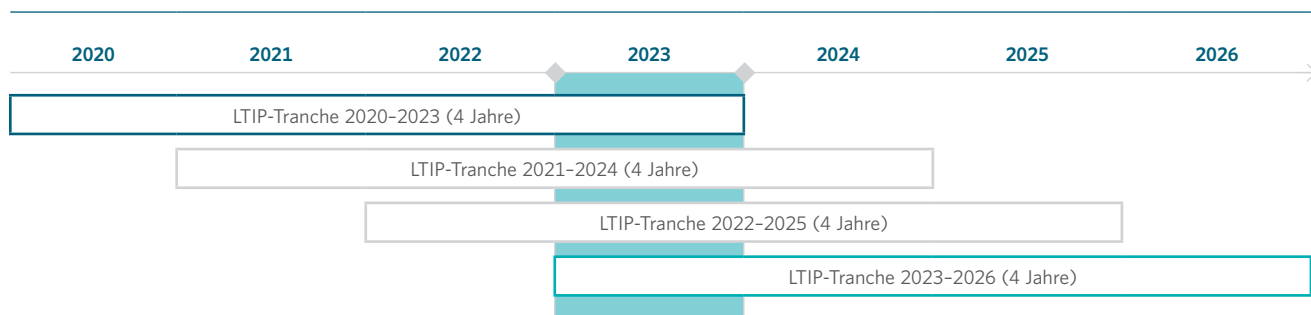 2020 2021 2022 2023 2024 2025 2026
LTIP-Tranche 2020–2023 (4 Jahre)
LTIP-Tranche 2021–2024 (4 Jahre)
LTIP-Tranche 2022–2025 (4 Jahre)
LTIP-Tranche 2023–2026 (4 Jahre)